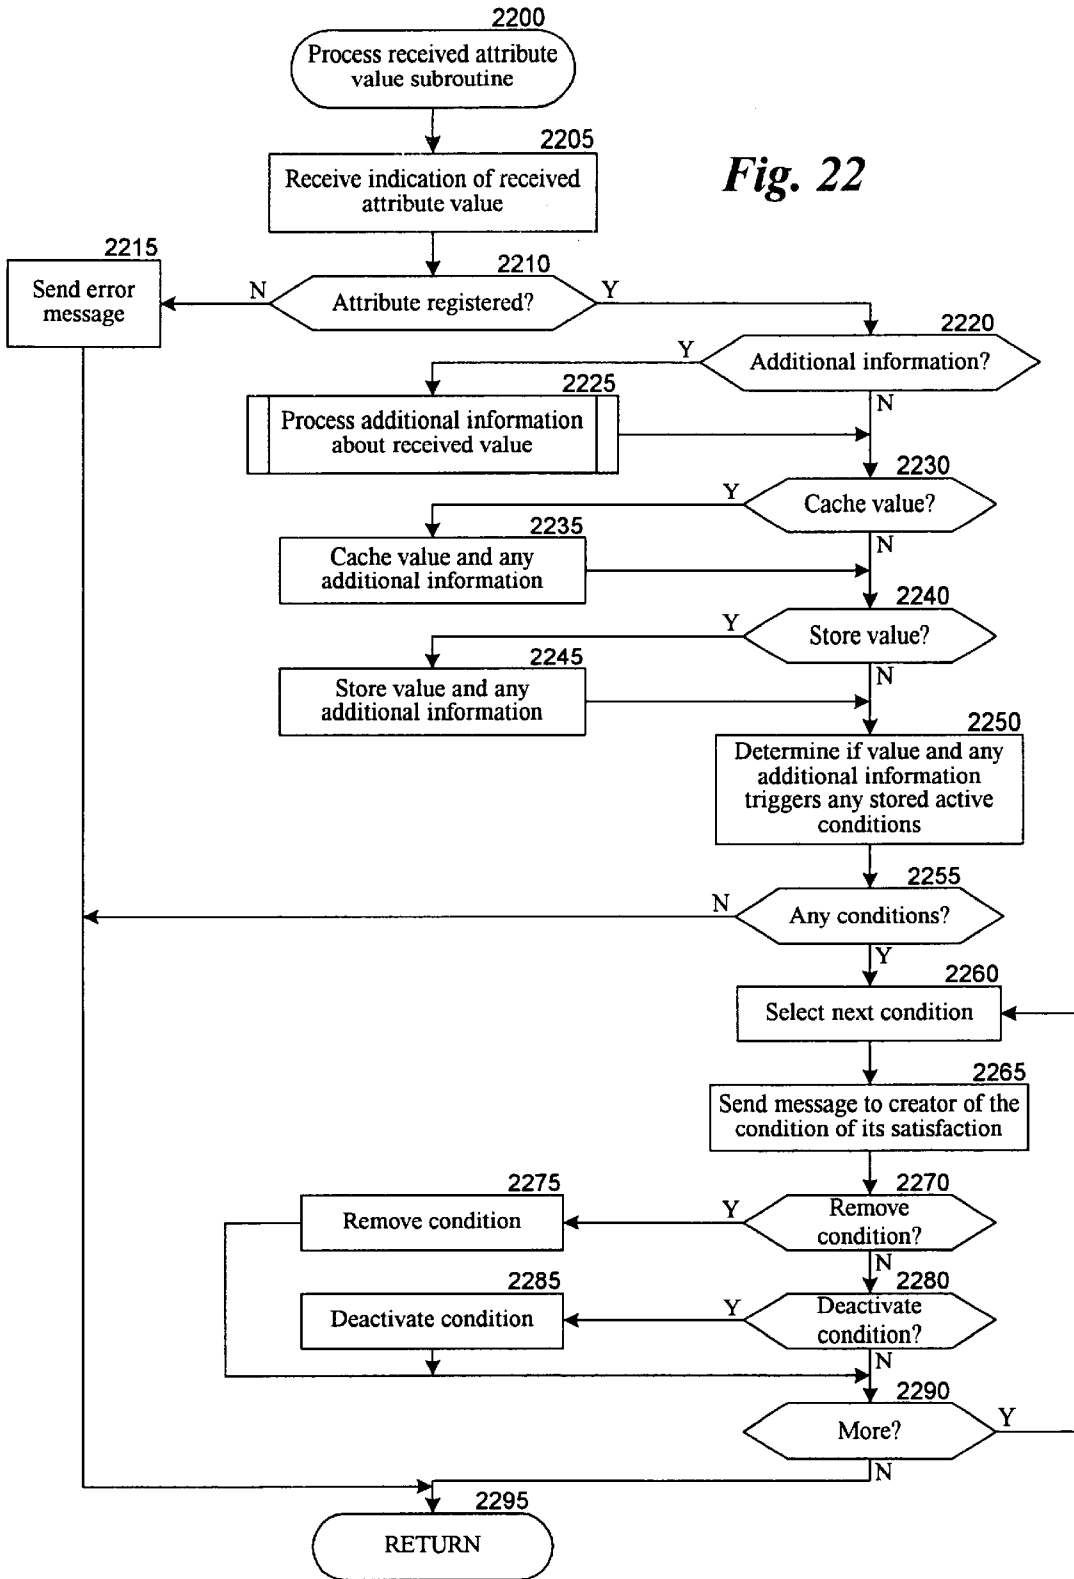 2200
Process received attribute
value subroutine
2205
Receive indication of received
attribute value
Fig. 22
2215
Send error
message
2210
N
Attribute registered?
Y
2220
Y
Additional information?
N
2225
Process additional information
about received value
2230
Y
Cache value?
N
2235
Cache value and any
additional information
2240
Y
Store value?
N
2245
Store value and any
additional information
2250
Determine if value and any
additional information
triggers any stored active
conditions
2255
N
Any conditions?
Y
2260
Select next condition
2265
Send message to creator of the
condition of its satisfaction
2270
Y
Remove
condition?
N
2275
Remove condition
2280
Y
Deactivate
condition?
N
2285
Deactivate condition
2290
More?
Y
N
2295
RETURN